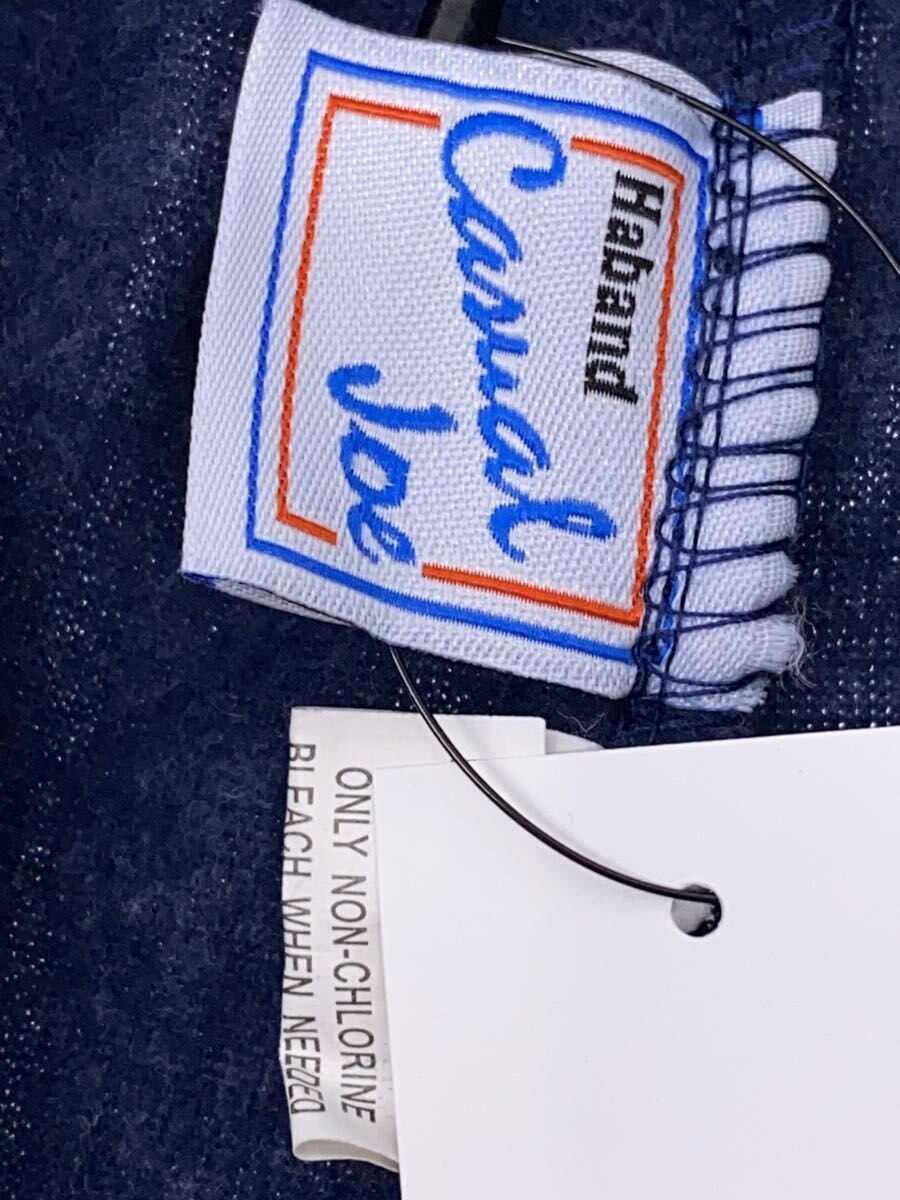 Haband
Casual
Joe
ONLY NON-CHLORINE
BLEACH WHEN NEEDED